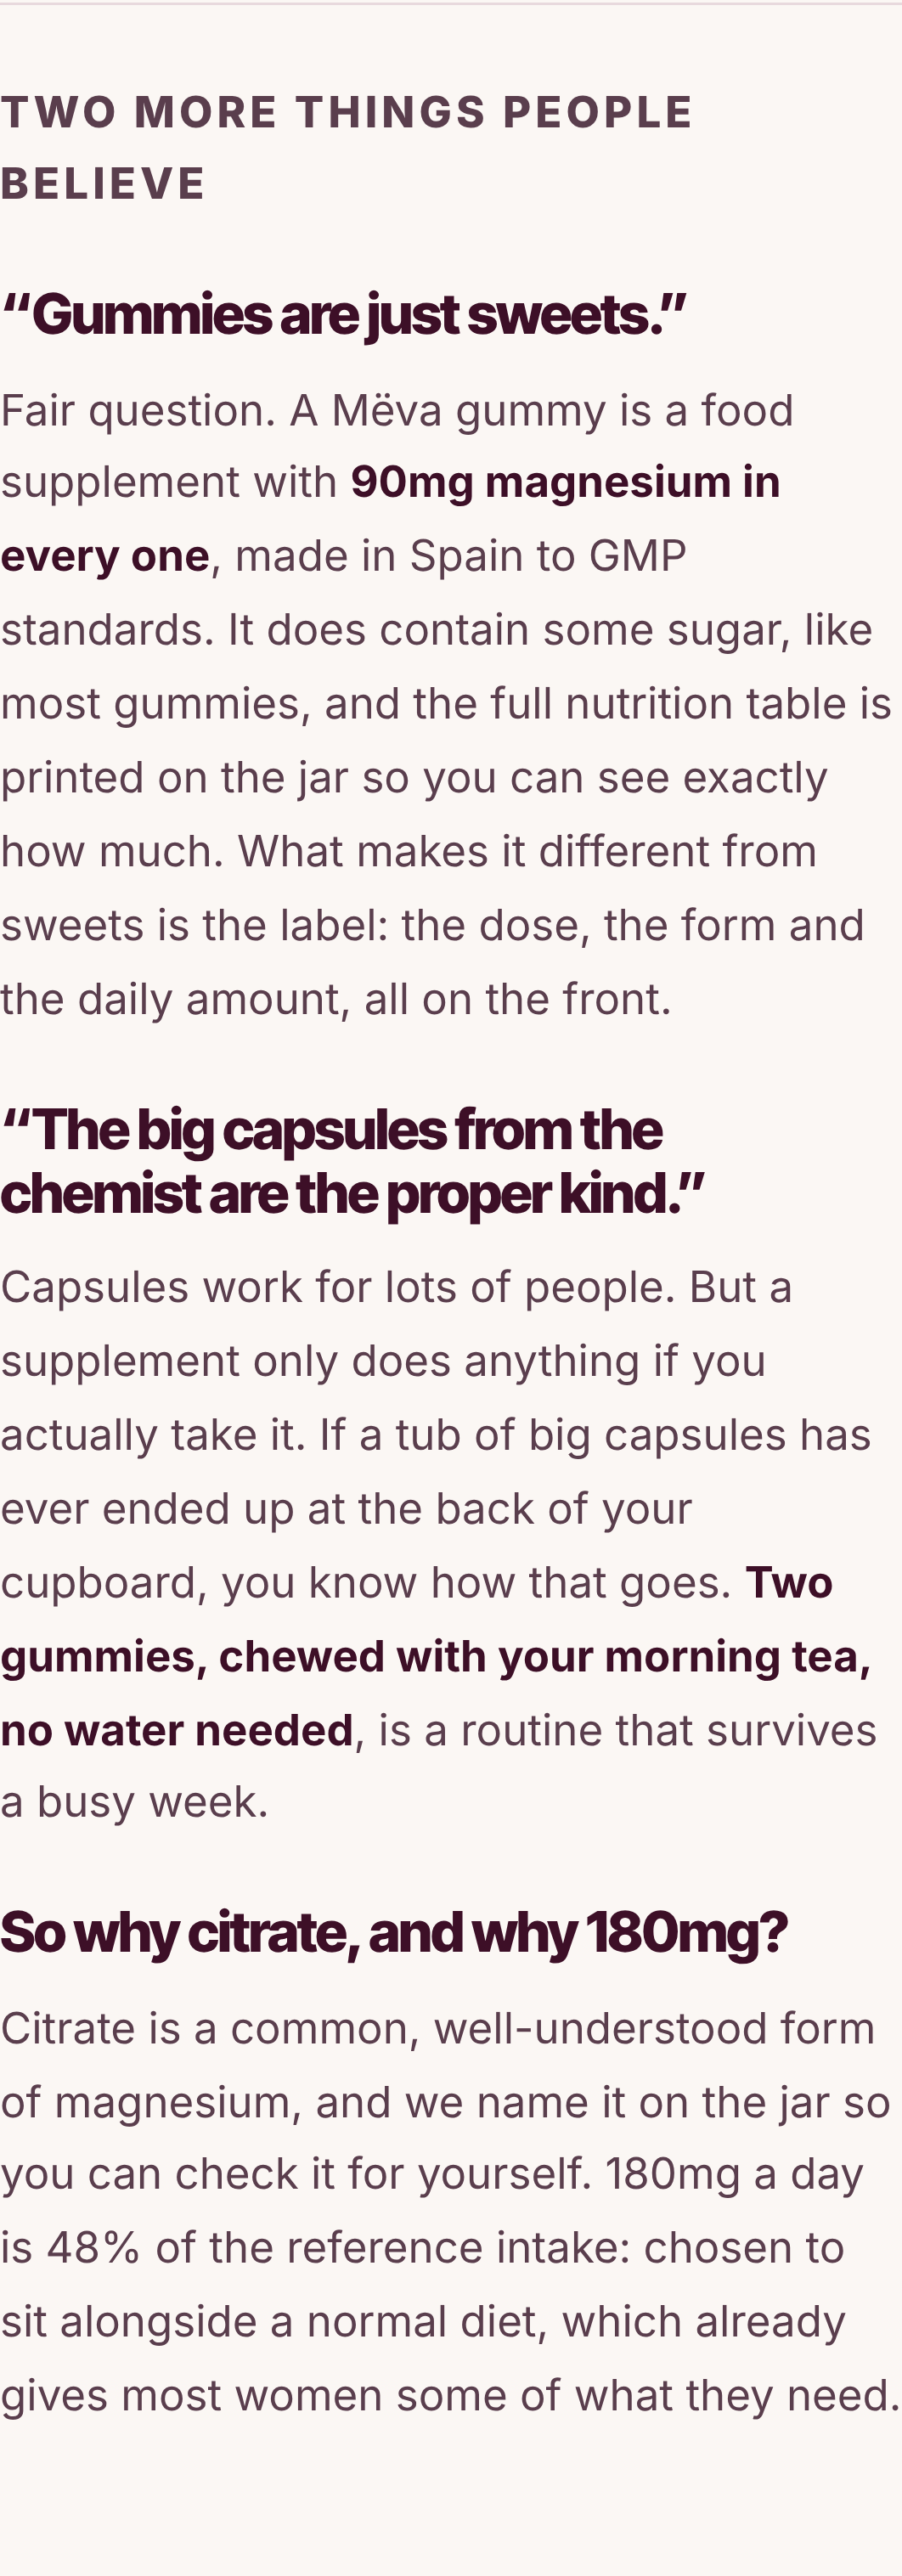 TWO MORE THINGS PEOPLE
BELIEVE
“Gummies are just sweets.”
Fair question. A Mëva gummy is a food
supplement with 90mg magnesium in
every one, made in Spain to GMP
standards. It does contain some sugar, like
most gummies, and the full nutrition table is
printed on the jar so you can see exactly
how much. What makes it different from
sweets is the label: the dose, the form and
the daily amount, all on the front.
“The big capsules from the
chemist are the proper kind.”
Capsules work for lots of people. But a
supplement only does anything if you
actually take it. If a tub of big capsules has
ever ended up at the back of your
cupboard, you know how that goes. Two
gummies, chewed with your morning tea,
no water needed, is a routine that survives
a busy week.
So why citrate, and why 180mg?
Citrate is a common, well-understood form
of magnesium, and we name it on the jar so
you can check it for yourself. 180mg a day
is 48% of the reference intake: chosen to
sit alongside a normal diet, which already
gives most women some of what they need.